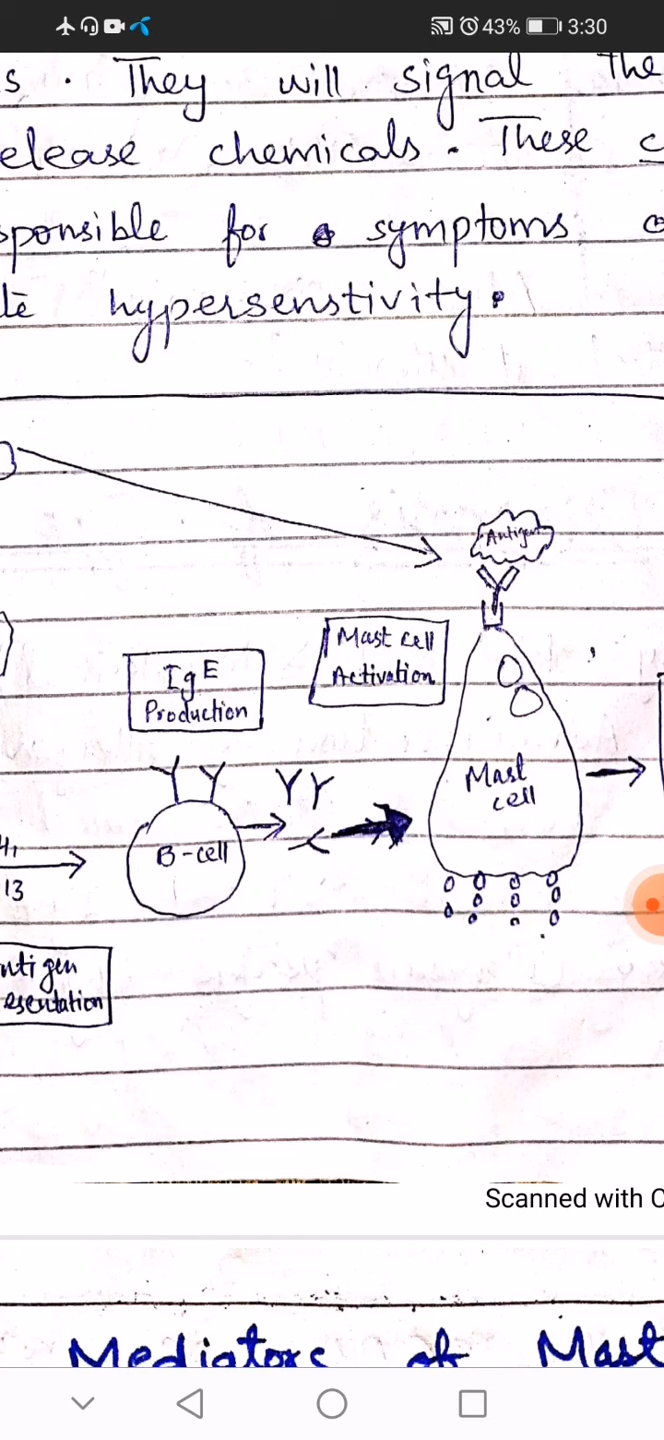 43% 3:30
s. They will signal the
elease chemicals. These c
sponsible for symptoms o
te hypersenstivity.
Antigen
Mast cell
Activation
IgE
Production
Mast
cell
B-cell
13
ntigen
esentation
Scanned with C
Mediators of Mast